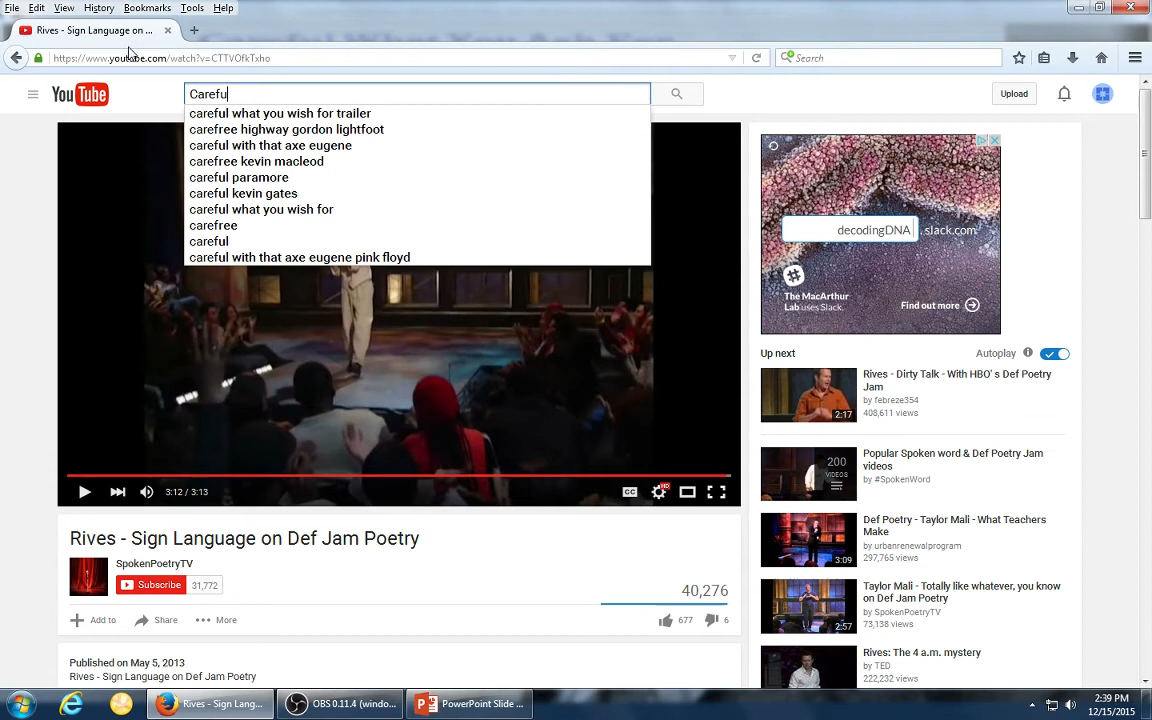 File Edit View History Bookmarks Tools Help
Rives - Sign Language on ...
https://www.youtube.com/watch?v=CTTVOfkTxho
Search
YouTube
Carefu
Upload
careful what you wish for trailer
carefree highway gordon lightfoot
careful with that axe eugene
carefree kevin macleod
careful paramore
careful kevin gates
careful what you wish for
carefree
careful
careful with that axe eugene pink floyd
decodingDNA .slack.com
The MacArthur
Lab uses Slack.
Find out more
Up next
Autoplay
Rives - Dirty Talk - With HBO' s Def Poetry
Jam
by febreze354
408,611 views
2:17
Popular Spoken word & Def Poetry Jam
videos
by #SpokenWord
200
VIDEOS
Def Poetry - Taylor Mali - What Teachers
Make
by urbanrenewalprogram
297,765 views
3:09
Taylor Mali - Totally like whatever, you know
on Def Jam Poetry
by SpokenPoetryTV
73,138 views
2:57
Rives: The 4 a.m. mystery
by TED
222,232 views
3:12 / 3:13
CC
HD
Rives - Sign Language on Def Jam Poetry
SpokenPoetryTV
Subscribe 31,772
40,276
Add to Share More
677 6
Published on May 5, 2013
Rives - Sign Language on Def Jam Poetry
Rives - Sign Lang...
OBS 0.11.4 (windo...
PowerPoint Slide ...
2:39 PM
12/15/2015